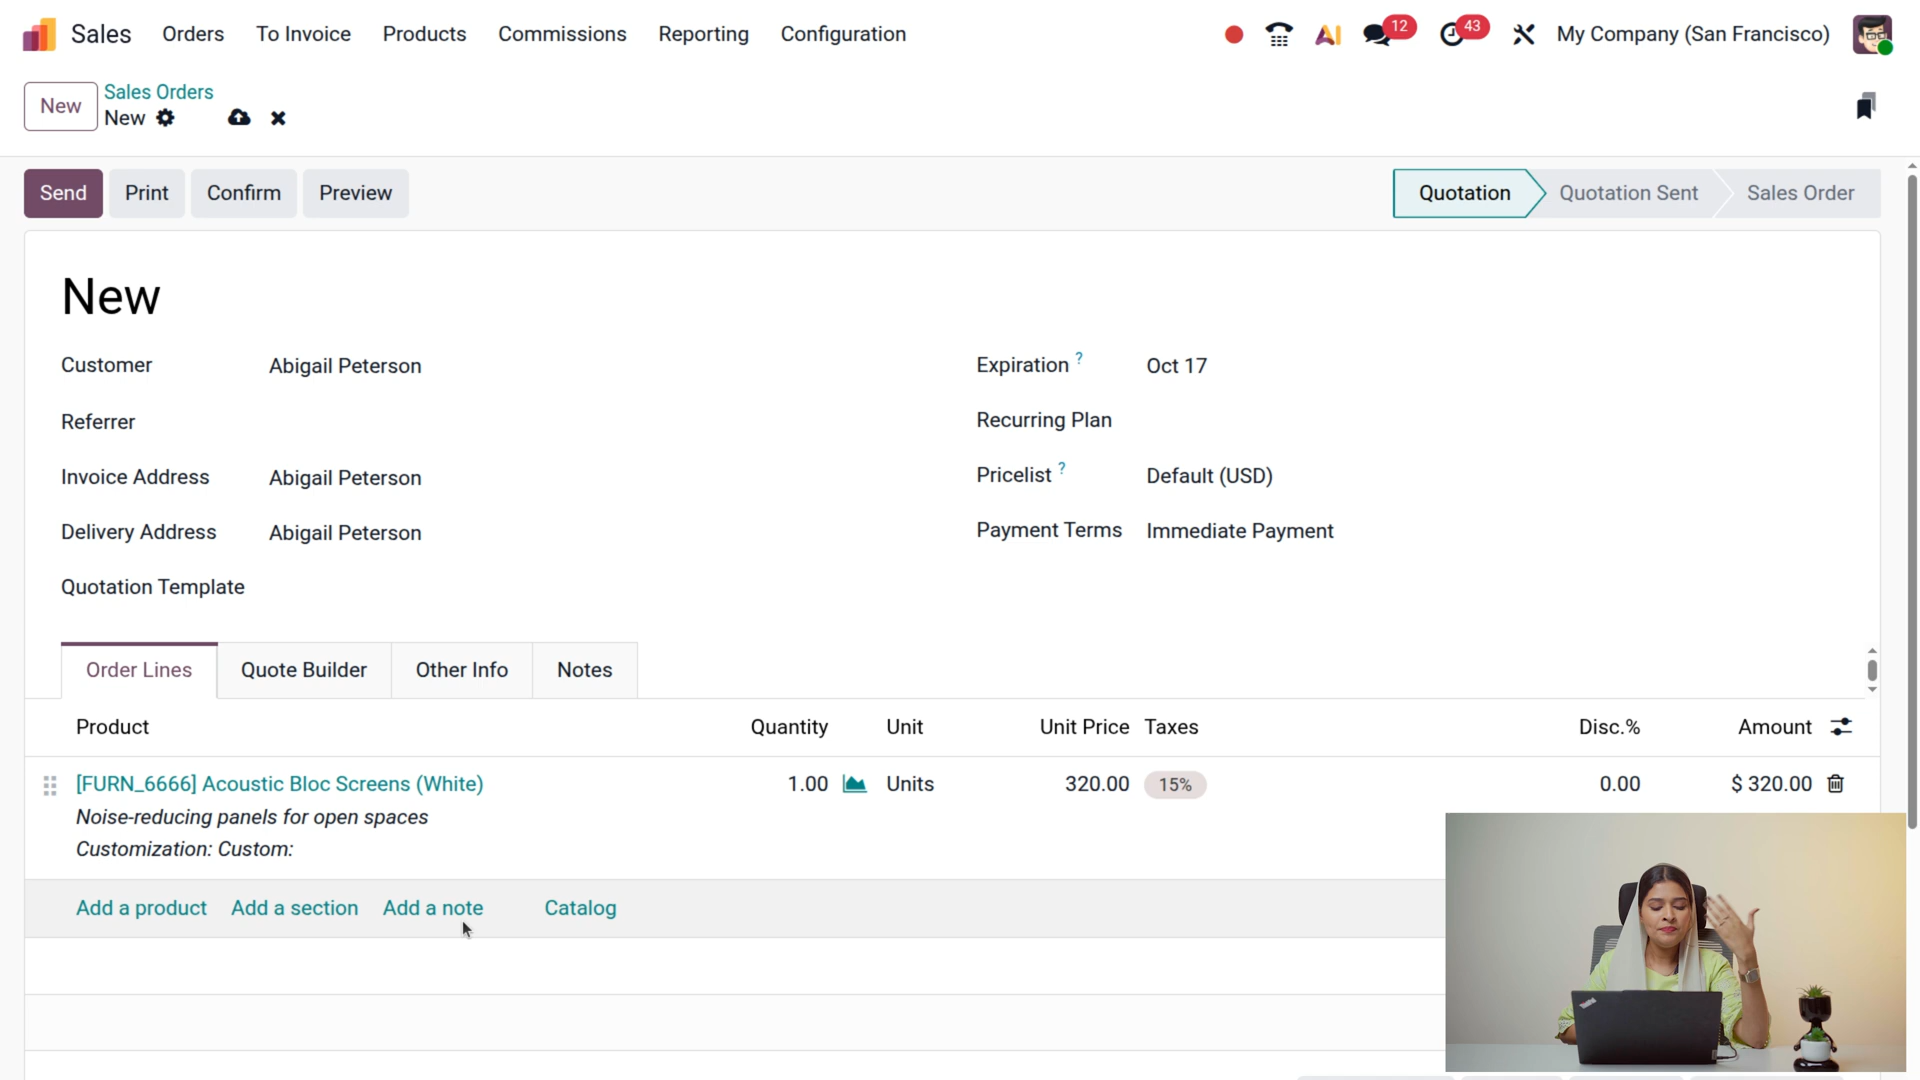 Sales Orders To Invoice Products Commissions Reporting Configuration 12 43 My Company (San Francisco)
New Sales Orders
New
Send Print Confirm Preview Quotation Quotation Sent Sales Order
New
Customer Abigail Peterson Expiration ? Oct 17
Referrer Recurring Plan
Invoice Address Abigail Peterson Pricelist ? Default (USD)
Delivery Address Abigail Peterson Payment Terms Immediate Payment
Quotation Template
Order Lines Quote Builder Other Info Notes
Product Quantity Unit Unit Price Taxes Disc.% Amount
[FURN_6666] Acoustic Bloc Screens (White) 1.00 Units 320.00 15% 0.00 $ 320.00
Noise-reducing panels for open spaces
Customization: Custom:
Add a product Add a section Add a note Catalog